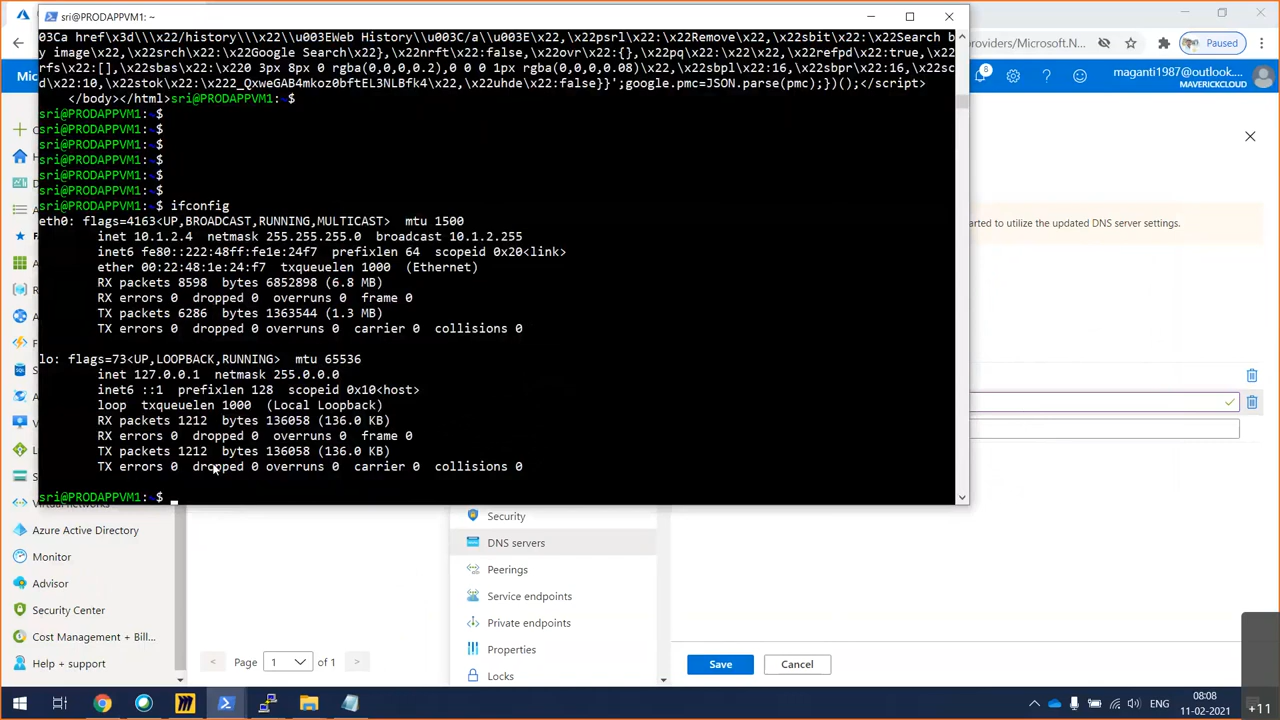 sri@PRODAPPVM1: ~
003Ca href\x3d\\\x22/history\\\x22\\u003EWeb History\\u003C/a\\u003E\x22,\x22psrl\x22:\x22Remove\x22,\x22sbit\x22:\x22Search b
y image\x22,\x22srch\x22:\x22Google Search\x22},\x22nrft\x22:false,\x22ovr\x22:{},\x22pq\x22:\x22\x22,\x22refpd\x22:true,\x22
rfs\x22:[],\x22sbas\x22:\x220 3px 8px 0 rgba(0,0,0,0.2),0 0 0 1px rgba(0,0,0,0.08)\x22,\x22sbpl\x22:16,\x22sbpr\x22:16,\x22sc
d\x22:10,\x22stok\x22:\x222_QxweGAB4mkoz0bftEL3NLBfk4\x22,\x22uhde\x22:false}}';google.pmc=JSON.parse(pmc);})();</script>
</body></html>sri@PRODAPPVM1:~$
sri@PRODAPPVM1:~$
sri@PRODAPPVM1:~$
sri@PRODAPPVM1:~$
sri@PRODAPPVM1:~$
sri@PRODAPPVM1:~$
sri@PRODAPPVM1:~$
sri@PRODAPPVM1:~$ ifconfig
eth0: flags=4163<UP,BROADCAST,RUNNING,MULTICAST>  mtu 1500
inet 10.1.2.4  netmask 255.255.255.0  broadcast 10.1.2.255
inet6 fe80::222:48ff:fe1e:24f7  prefixlen 64  scopeid 0x20<link>
ether 00:22:48:1e:24:f7  txqueuelen 1000  (Ethernet)
RX packets 8598  bytes 6852898 (6.8 MB)
RX errors 0  dropped 0  overruns 0  frame 0
TX packets 6286  bytes 1363544 (1.3 MB)
TX errors 0  dropped 0 overruns 0  carrier 0  collisions 0
lo: flags=73<UP,LOOPBACK,RUNNING>  mtu 65536
inet 127.0.0.1  netmask 255.0.0.0
inet6 ::1  prefixlen 128  scopeid 0x10<host>
loop  txqueuelen 1000  (Local Loopback)
RX packets 1212  bytes 136058 (136.0 KB)
RX errors 0  dropped 0  overruns 0  frame 0
TX packets 1212  bytes 136058 (136.0 KB)
TX errors 0  dropped 0 overruns 0  carrier 0  collisions 0
sri@PRODAPPVM1:~$
roviders/Microsoft.N...
Paused
Mic
8
maganti1987@outlook....
MAVERICKCLOUD
arted to utilize the updated DNS server settings.
Virtual networks
Azure Active Directory
Monitor
Advisor
Security Center
Cost Management + Bill...
Help + support
Page 1 of 1
Security
DNS servers
Peerings
Service endpoints
Private endpoints
Properties
Locks
Save
Cancel
ENG
08:08
11-02-2021
+11